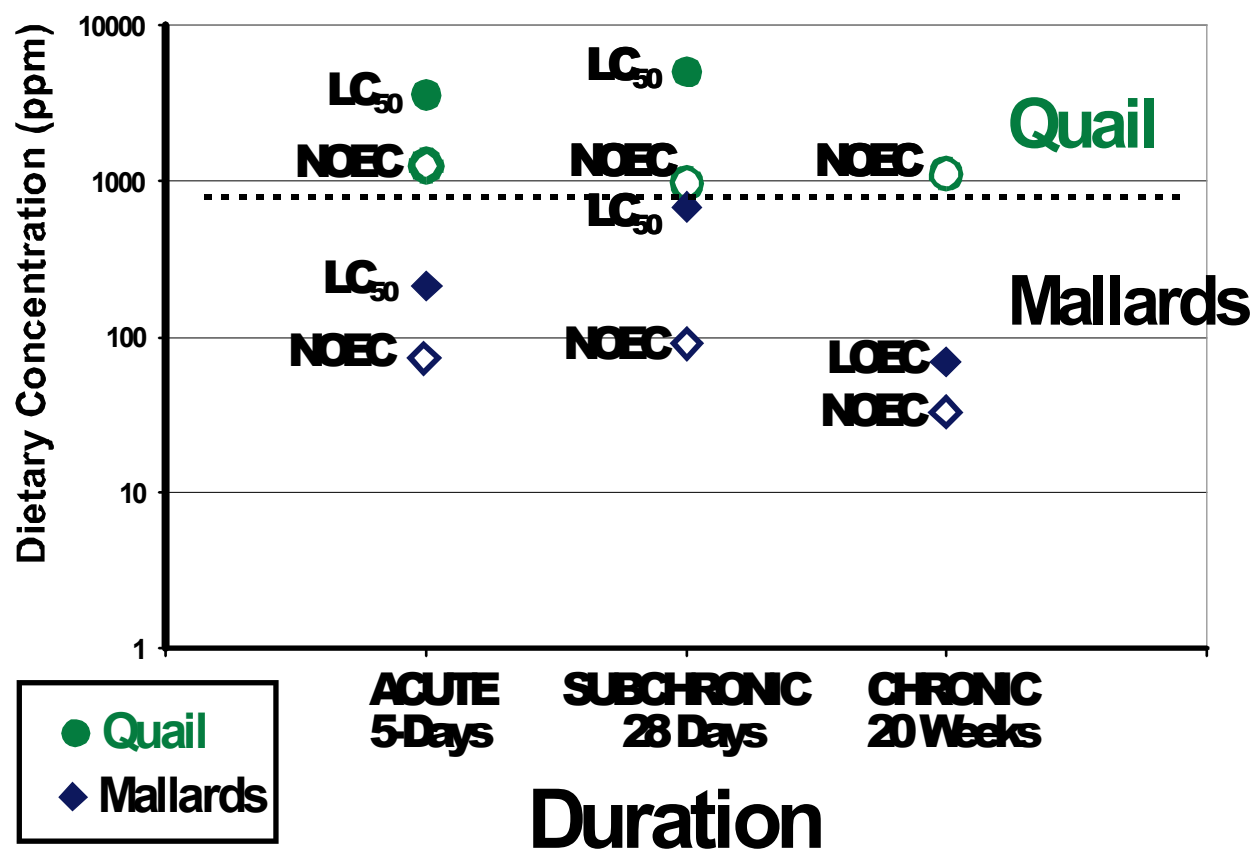 Dietary Concentration (ppm)
10000
1000
100
10
1
LC50
NOEC
LC50
NOEC
LC50
NOEC
LC50
NOEC
NOEC
LOEC
NOEC
Quail
Mallards
ACUTE
5-Days
SUBCHRONIC
28 Days
CHRONIC
20 Weeks
Duration
Quail
Mallards